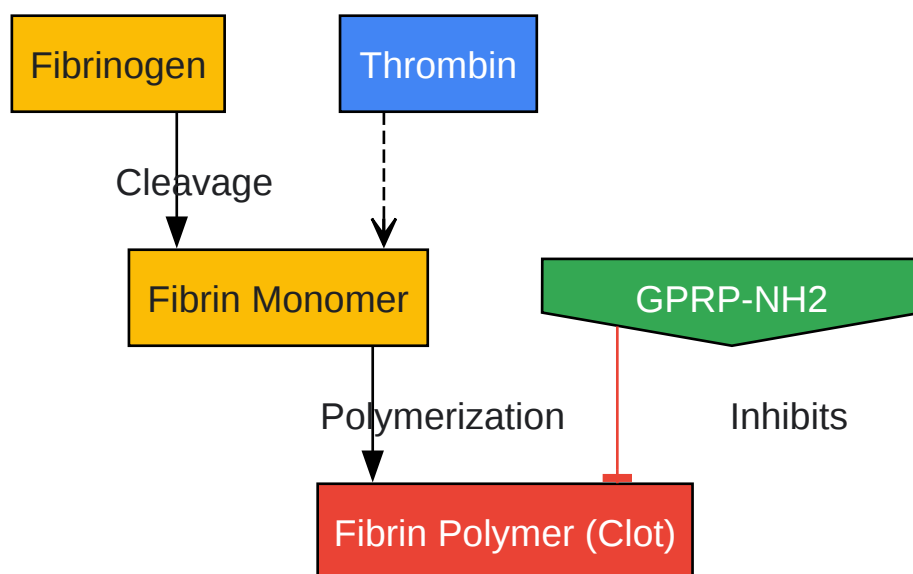 Fibrinogen
Thrombin
Cleavage
Fibrin Monomer
GPRP-NH2
Polymerization
Inhibits
Fibrin Polymer (Clot)